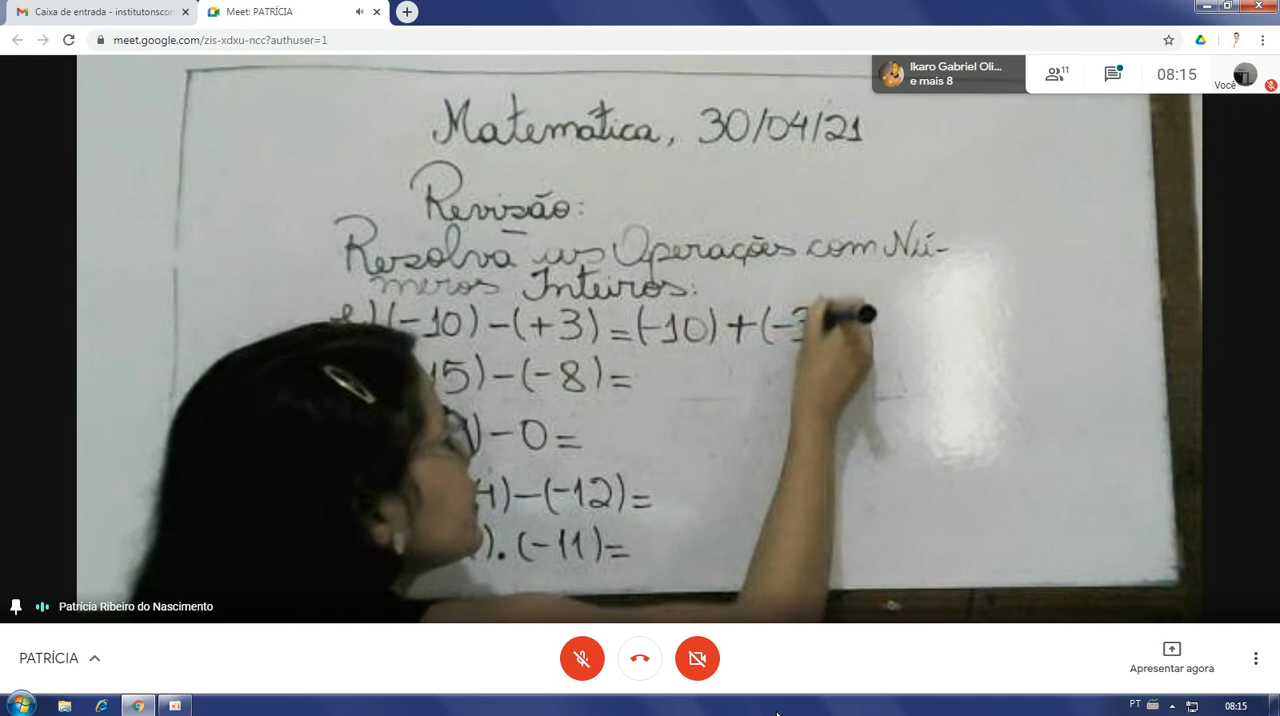 Caixa de entrada - institutonscon
Meet: PATRÍCIA
meet.google.com/zis-xdxu-ncc?authuser=1
Ikaro Gabriel Oli...
e mais 8
11
08:15
Você
Matemática, 30/04/21
Revisão:
Resolva as Operações com Nú-
meros Inteiros:
e) (-10) - (+3) = (-10) + (-3
15) - (-8) =
) - 0 =
4) - (-12) =
). (-11) =
Patrícia Ribeiro do Nascimento
PATRÍCIA
Apresentar agora
PT
08:15